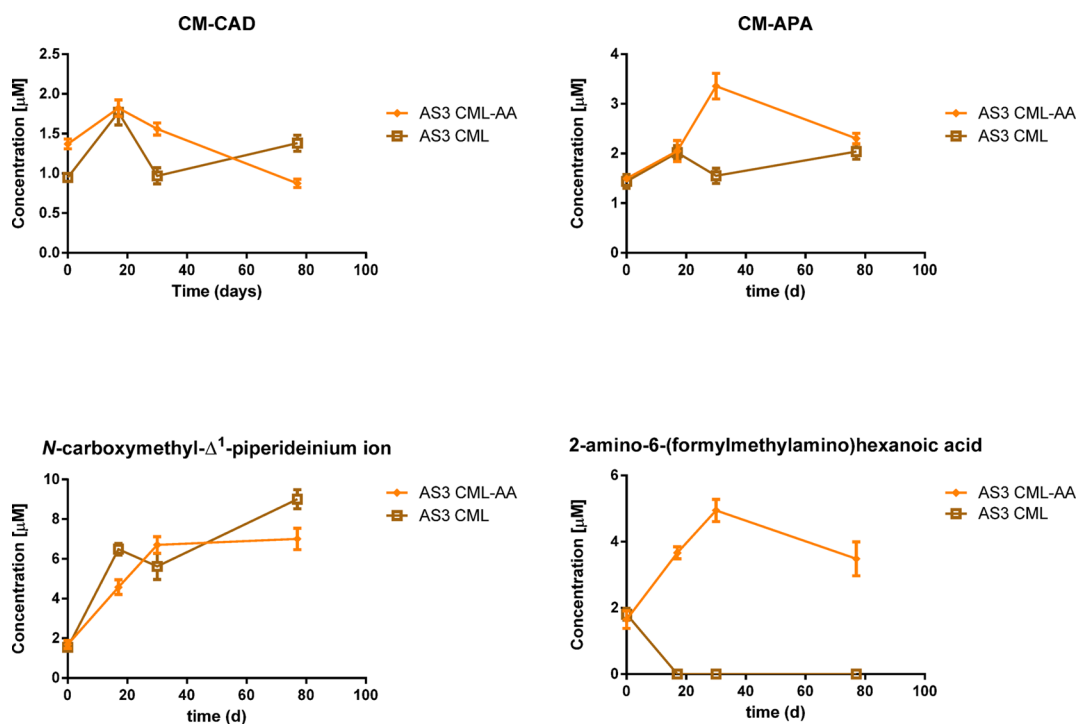 CM-CAD
2.5
2.0
1.5
1.0
0.5
0.0
Concentration [µM]
0 20 40 60 80 100
Time (days)
AS3 CML-AA
AS3 CML
CM-APA
4
3
2
1
0
Concentration [µM]
0 20 40 60 80 100
time (d)
AS3 CML-AA
AS3 CML
N-carboxymethyl-Δ¹-piperideinium ion
10
8
6
4
2
0
Concentration [µM]
0 20 40 60 80 100
time (d)
AS3 CML-AA
AS3 CML
2-amino-6-(formylmethylamino)hexanoic acid
6
4
2
0
Concentration [µM]
0 20 40 60 80 100
time (d)
AS3 CML-AA
AS3 CML